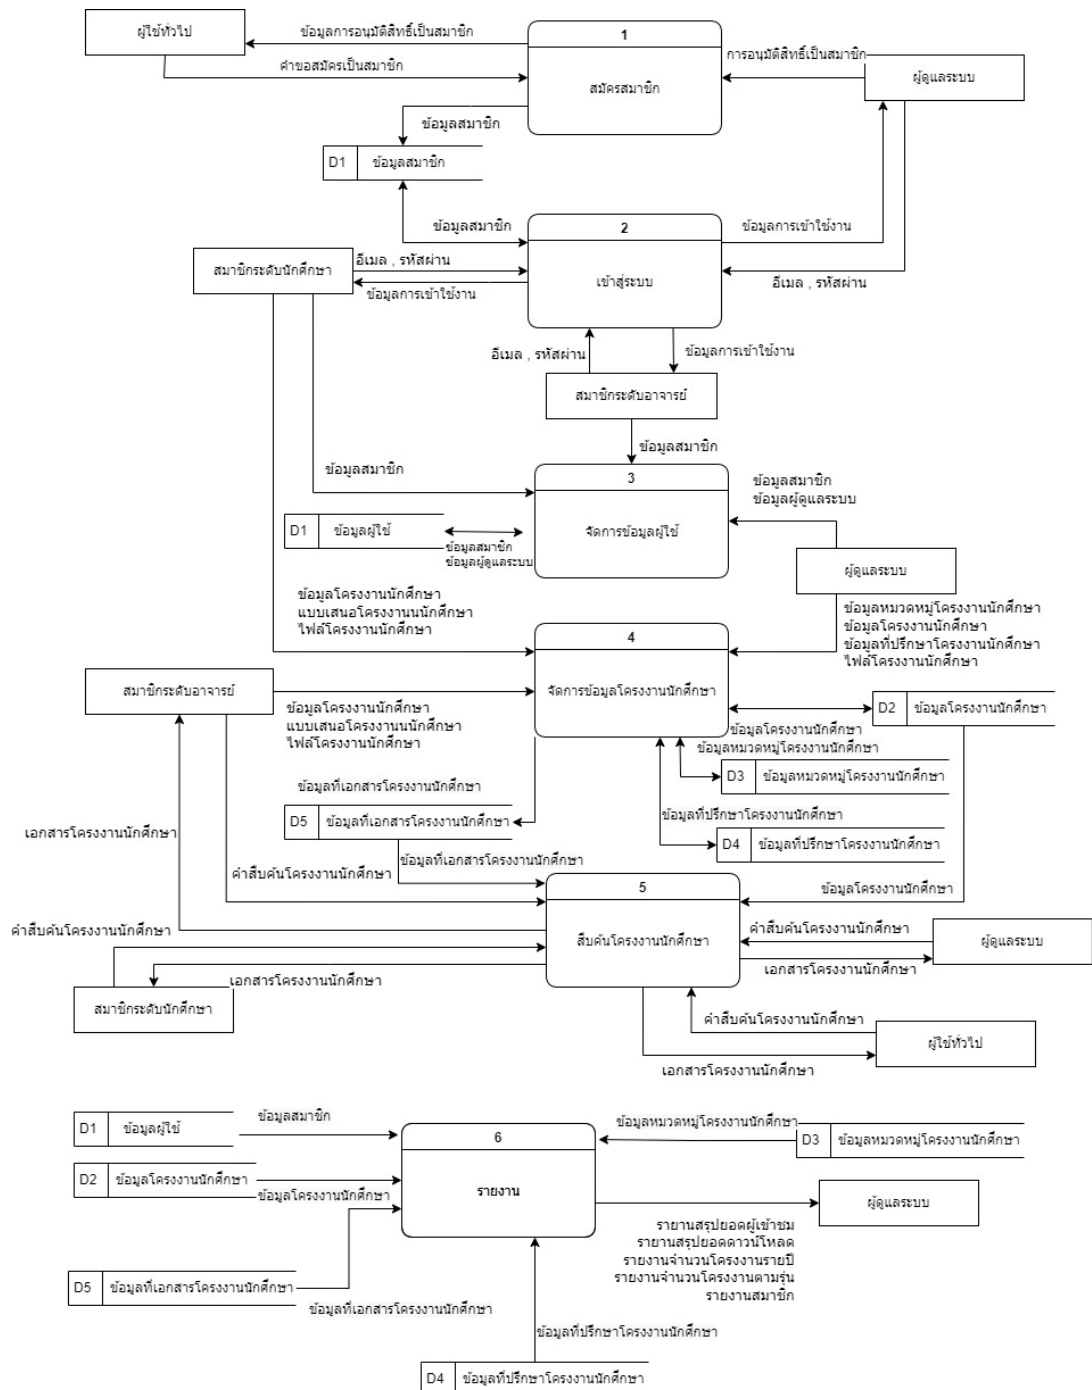 ผู้ใช้ทั่วไป
ข้อมูลการอนุมัติสิทธิ์เป็นสมาชิก
คำขอสมัครเป็นสมาชิก
1
สมัครสมาชิก
การอนุมัติสิทธิ์เป็นสมาชิก
ผู้ดูแลระบบ
ข้อมูลสมาชิก
D1 ข้อมูลสมาชิก
ข้อมูลสมาชิก
2
เข้าสู่ระบบ
ข้อมูลการเข้าใช้งาน
อีเมล , รหัสผ่าน
สมาชิกระดับนักศึกษา
อีเมล , รหัสผ่าน
ข้อมูลการเข้าใช้งาน
อีเมล , รหัสผ่าน
ข้อมูลการเข้าใช้งาน
สมาชิกระดับอาจารย์
ข้อมูลสมาชิก
ข้อมูลสมาชิก
3
จัดการข้อมูลผู้ใช้
ข้อมูลสมาชิก
ข้อมูลผู้ดูแลระบบ
D1 ข้อมูลผู้ใช้
ข้อมูลสมาชิก
ข้อมูลผู้ดูแลระบบ
ผู้ดูแลระบบ
ข้อมูลโครงงานนักศึกษา
แบบเสนอโครงงานนนักศึกษา
ไฟล์โครงงานนักศึกษา
4
จัดการข้อมูลโครงงานนักศึกษา
ข้อมูลหมวดหมู่โครงงานนักศึกษา
ข้อมูลโครงงานนักศึกษา
ข้อมูลที่ปรึกษาโครงงานนักศึกษา
ไฟล์โครงงานนักศึกษา
สมาชิกระดับอาจารย์
ข้อมูลโครงงานนักศึกษา
แบบเสนอโครงงานนนักศึกษา
ไฟล์โครงงานนักศึกษา
D2 ข้อมูลโครงงานนักศึกษา
ข้อมูลโครงงานนักศึกษา
ข้อมูลหมวดหมู่โครงงานนักศึกษา
D3 ข้อมูลหมวดหมู่โครงงานนักศึกษา
ข้อมูลที่เอกสารโครงงานนักศึกษา
D5 ข้อมูลที่เอกสารโครงงานนักศึกษา
ข้อมูลที่ปรึกษาโครงงานนักศึกษา
D4 ข้อมูลที่ปรึกษาโครงงานนักศึกษา
เอกสารโครงงานนักศึกษา
ข้อมูลที่เอกสารโครงงานนักศึกษา
คำสืบค้นโครงงานนักศึกษา
5
สืบค้นโครงงานนักศึกษา
ข้อมูลโครงงานนักศึกษา
คำสืบค้นโครงงานนักศึกษา
คำสืบค้นโครงงานนักศึกษา
ผู้ดูแลระบบ
เอกสารโครงงานนักศึกษา
เอกสารโครงงานนักศึกษา
สมาชิกระดับนักศึกษา
คำสืบค้นโครงงานนักศึกษา
ผู้ใช้ทั่วไป
เอกสารโครงงานนักศึกษา
D1 ข้อมูลผู้ใช้
ข้อมูลสมาชิก
6
รายงาน
ข้อมูลหมวดหมู่โครงงานนักศึกษา
D3 ข้อมูลหมวดหมู่โครงงานนักศึกษา
D2 ข้อมูลโครงงานนักศึกษา
ข้อมูลโครงงานนักศึกษา
ผู้ดูแลระบบ
รายานสรุปยอดผู้เข้าชม
รายานสรุปยอดดาวน์โหลด
รายงานจำนวนโครงงานรายปี
รายงานจำนวนโครงงานตามรุ่น
รายงานสมาชิก
D5 ข้อมูลที่เอกสารโครงงานนักศึกษา
ข้อมูลที่เอกสารโครงงานนักศึกษา
ข้อมูลที่ปรึกษาโครงงานนักศึกษา
D4 ข้อมูลที่ปรึกษาโครงงานนักศึกษา